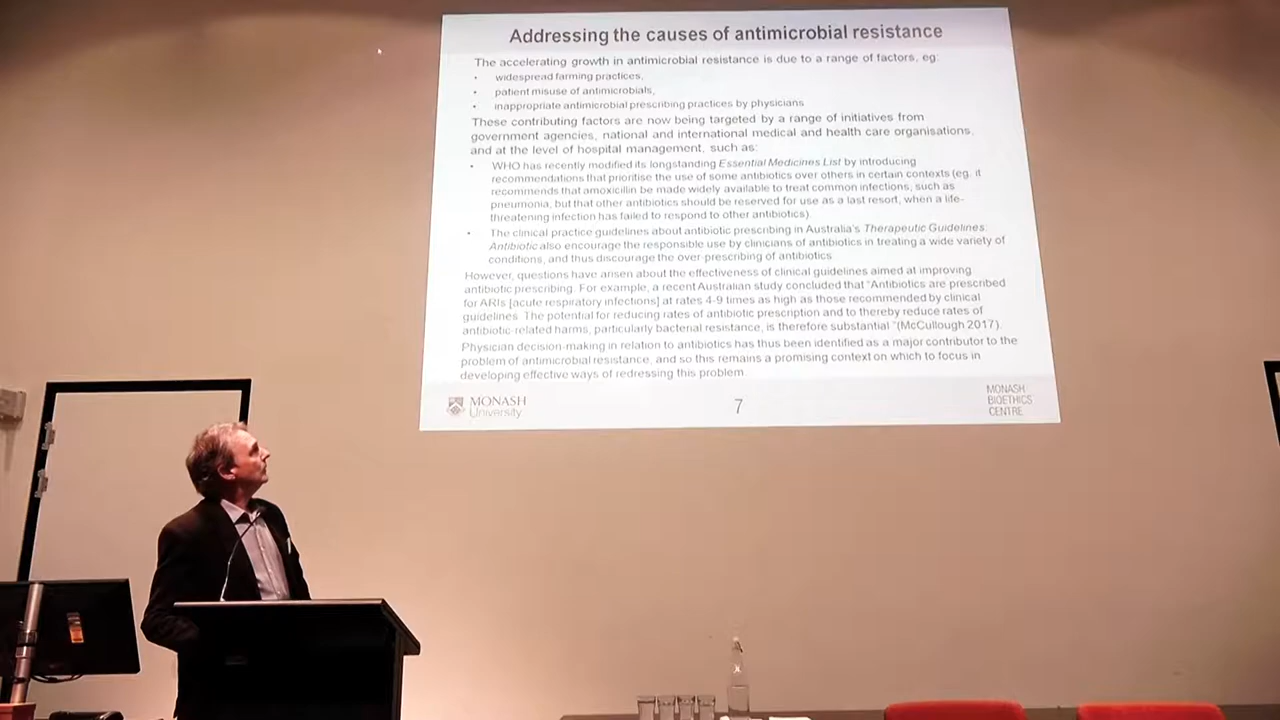 Addressing the causes of antimicrobial resistance
The accelerating growth in antimicrobial resistance is due to a range of factors, eg:
• widespread farming practices,
• patient misuse of antimicrobials,
• inappropriate antimicrobial prescribing practices by physicians
These contributing factors are now being targeted by a range of initiatives from
government agencies, national and international medical and health care organisations,
and at the level of hospital management, such as:
• WHO has recently modified its longstanding Essential Medicines List by introducing
recommendations that prioritise the use of some antibiotics over others in certain contexts (eg. it
recommends that amoxicillin be made widely available to treat common infections, such as
pneumonia, but that other antibiotics should be reserved for use as a last resort, when a life-
threatening infection has failed to respond to other antibiotics)
• The clinical practice guidelines about antibiotic prescribing in Australia's Therapeutic Guidelines:
Antibiotic also encourage the responsible use by clinicians of antibiotics in treating a wide variety of
conditions, and thus discourage the over-prescribing of antibiotics
However, questions have arisen about the effectiveness of clinical guidelines aimed at improving
antibiotic prescribing. For example, a recent Australian study concluded that "Antibiotics are prescribed
for ARIs [acute respiratory infections] at rates 4-9 times as high as those recommended by clinical
guidelines. The potential for reducing rates of antibiotic prescription and to thereby reduce rates of
antibiotic-related harms, particularly bacterial resistance, is therefore substantial "(McCullough 2017).
Physician decision-making in relation to antibiotics has thus been identified as a major contributor to the
problem of antimicrobial resistance, and so this remains a promising context on which to focus in
developing effective ways of redressing this problem.
MONASH
University
7
MONASH
BIOETHICS
CENTRE